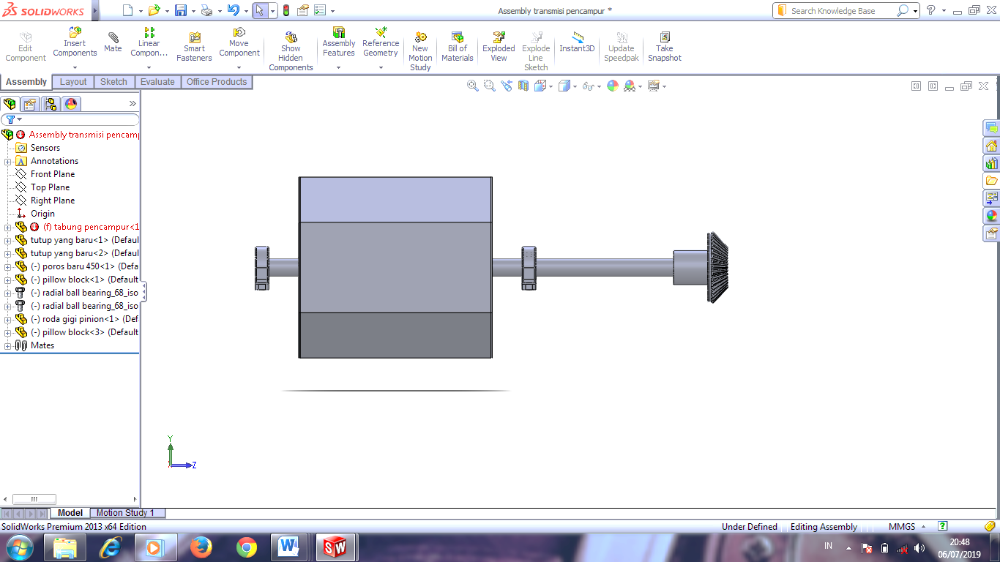 SOLIDWORKS
Assembly transmisi pencampur *
Search Knowledge Base
Edit Component
Insert Components
Mate
Linear Compon...
Smart Fasteners
Move Component
Show Hidden Components
Assembly Features
Reference Geometry
New Motion Study
Bill of Materials
Exploded View
Explode Line Sketch
Instant3D
Update Speedpak
Take Snapshot
Assembly
Layout
Sketch
Evaluate
Office Products
Assembly transmisi pencam
Sensors
Annotations
Front Plane
Top Plane
Right Plane
Origin
(f) tabung pencampur<1
tutup yang baru<1> (Defaul
tutup yang baru<2> (Defaul
(-) poros baru 450<1> (Defa
(-) pillow block<1> (Default
(-) radial ball bearing_68_iso
(-) radial ball bearing_68_iso
(-) roda gigi pinion<1> (Def
(-) pillow block<3> (Default
Mates
Y
Z
Model
Motion Study 1
SolidWorks Premium 2013 x64 Edition
Under Defined
Editing Assembly
MMGS
IN
20:48
06/07/2019